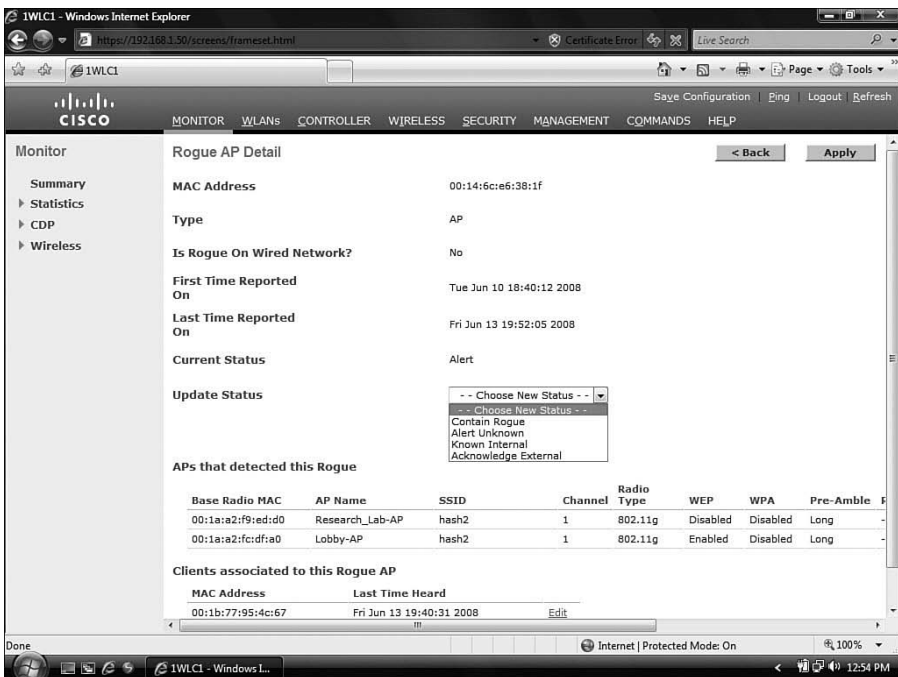 1WLC1 - Windows Internet Explorer
https://192.168.1.50/screens/frameset.html
Certificate Error
Live Search
1WLC1
Page
Tools
Save Configuration | Ping | Logout | Refresh
CISCO
MONITOR WLANs CONTROLLER WIRELESS SECURITY MANAGEMENT COMMANDS HELP
Monitor
Summary
Statistics
CDP
Wireless
Rogue AP Detail
< Back
Apply
MAC Address 00:14:6c:e6:38:1f
Type AP
Is Rogue On Wired Network? No
First Time Reported
On
Tue Jun 10 18:40:12 2008
Last Time Reported
On
Fri Jun 13 19:52:05 2008
Current Status Alert
Update Status
- - Choose New Status - -
- - Choose New Status - -
Contain Rogue
Alert Unknown
Known Internal
Acknowledge External
APs that detected this Rogue
Base Radio MAC AP Name SSID Channel Radio Type WEP WPA Pre-Amble
00:1a:a2:f9:ed:d0 Research_Lab-AP hash2 1 802.11g Disabled Disabled Long
00:1a:a2:fc:df:a0 Lobby-AP hash2 1 802.11g Enabled Disabled Long
Clients associated to this Rogue AP
MAC Address Last Time Heard
00:1b:77:95:4c:67 Fri Jun 13 19:40:31 2008 Edit
Done
Internet | Protected Mode: On
100%
1WLC1 - Windows I...
12:54 PM